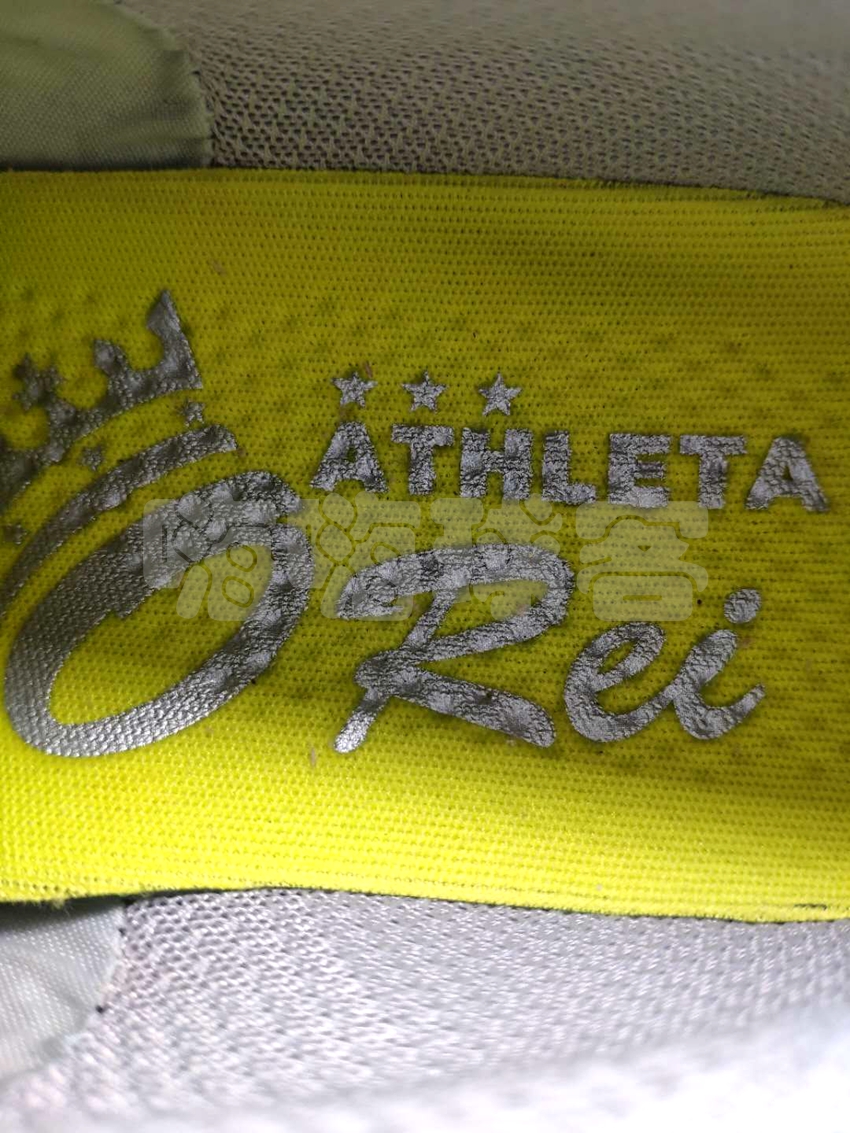 ATHLETA
O Rei